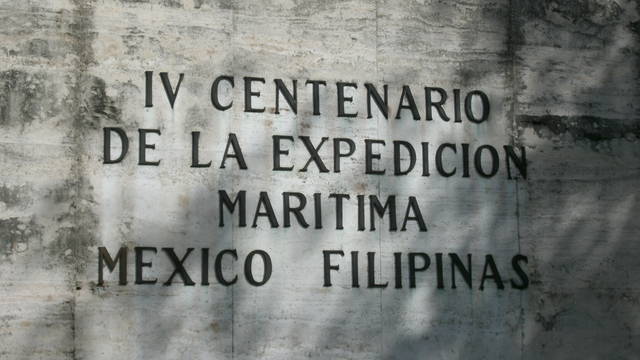 IV CENTENARIO
DE LA EXPEDICION
MARITIMA
MEXICO FILIPINAS